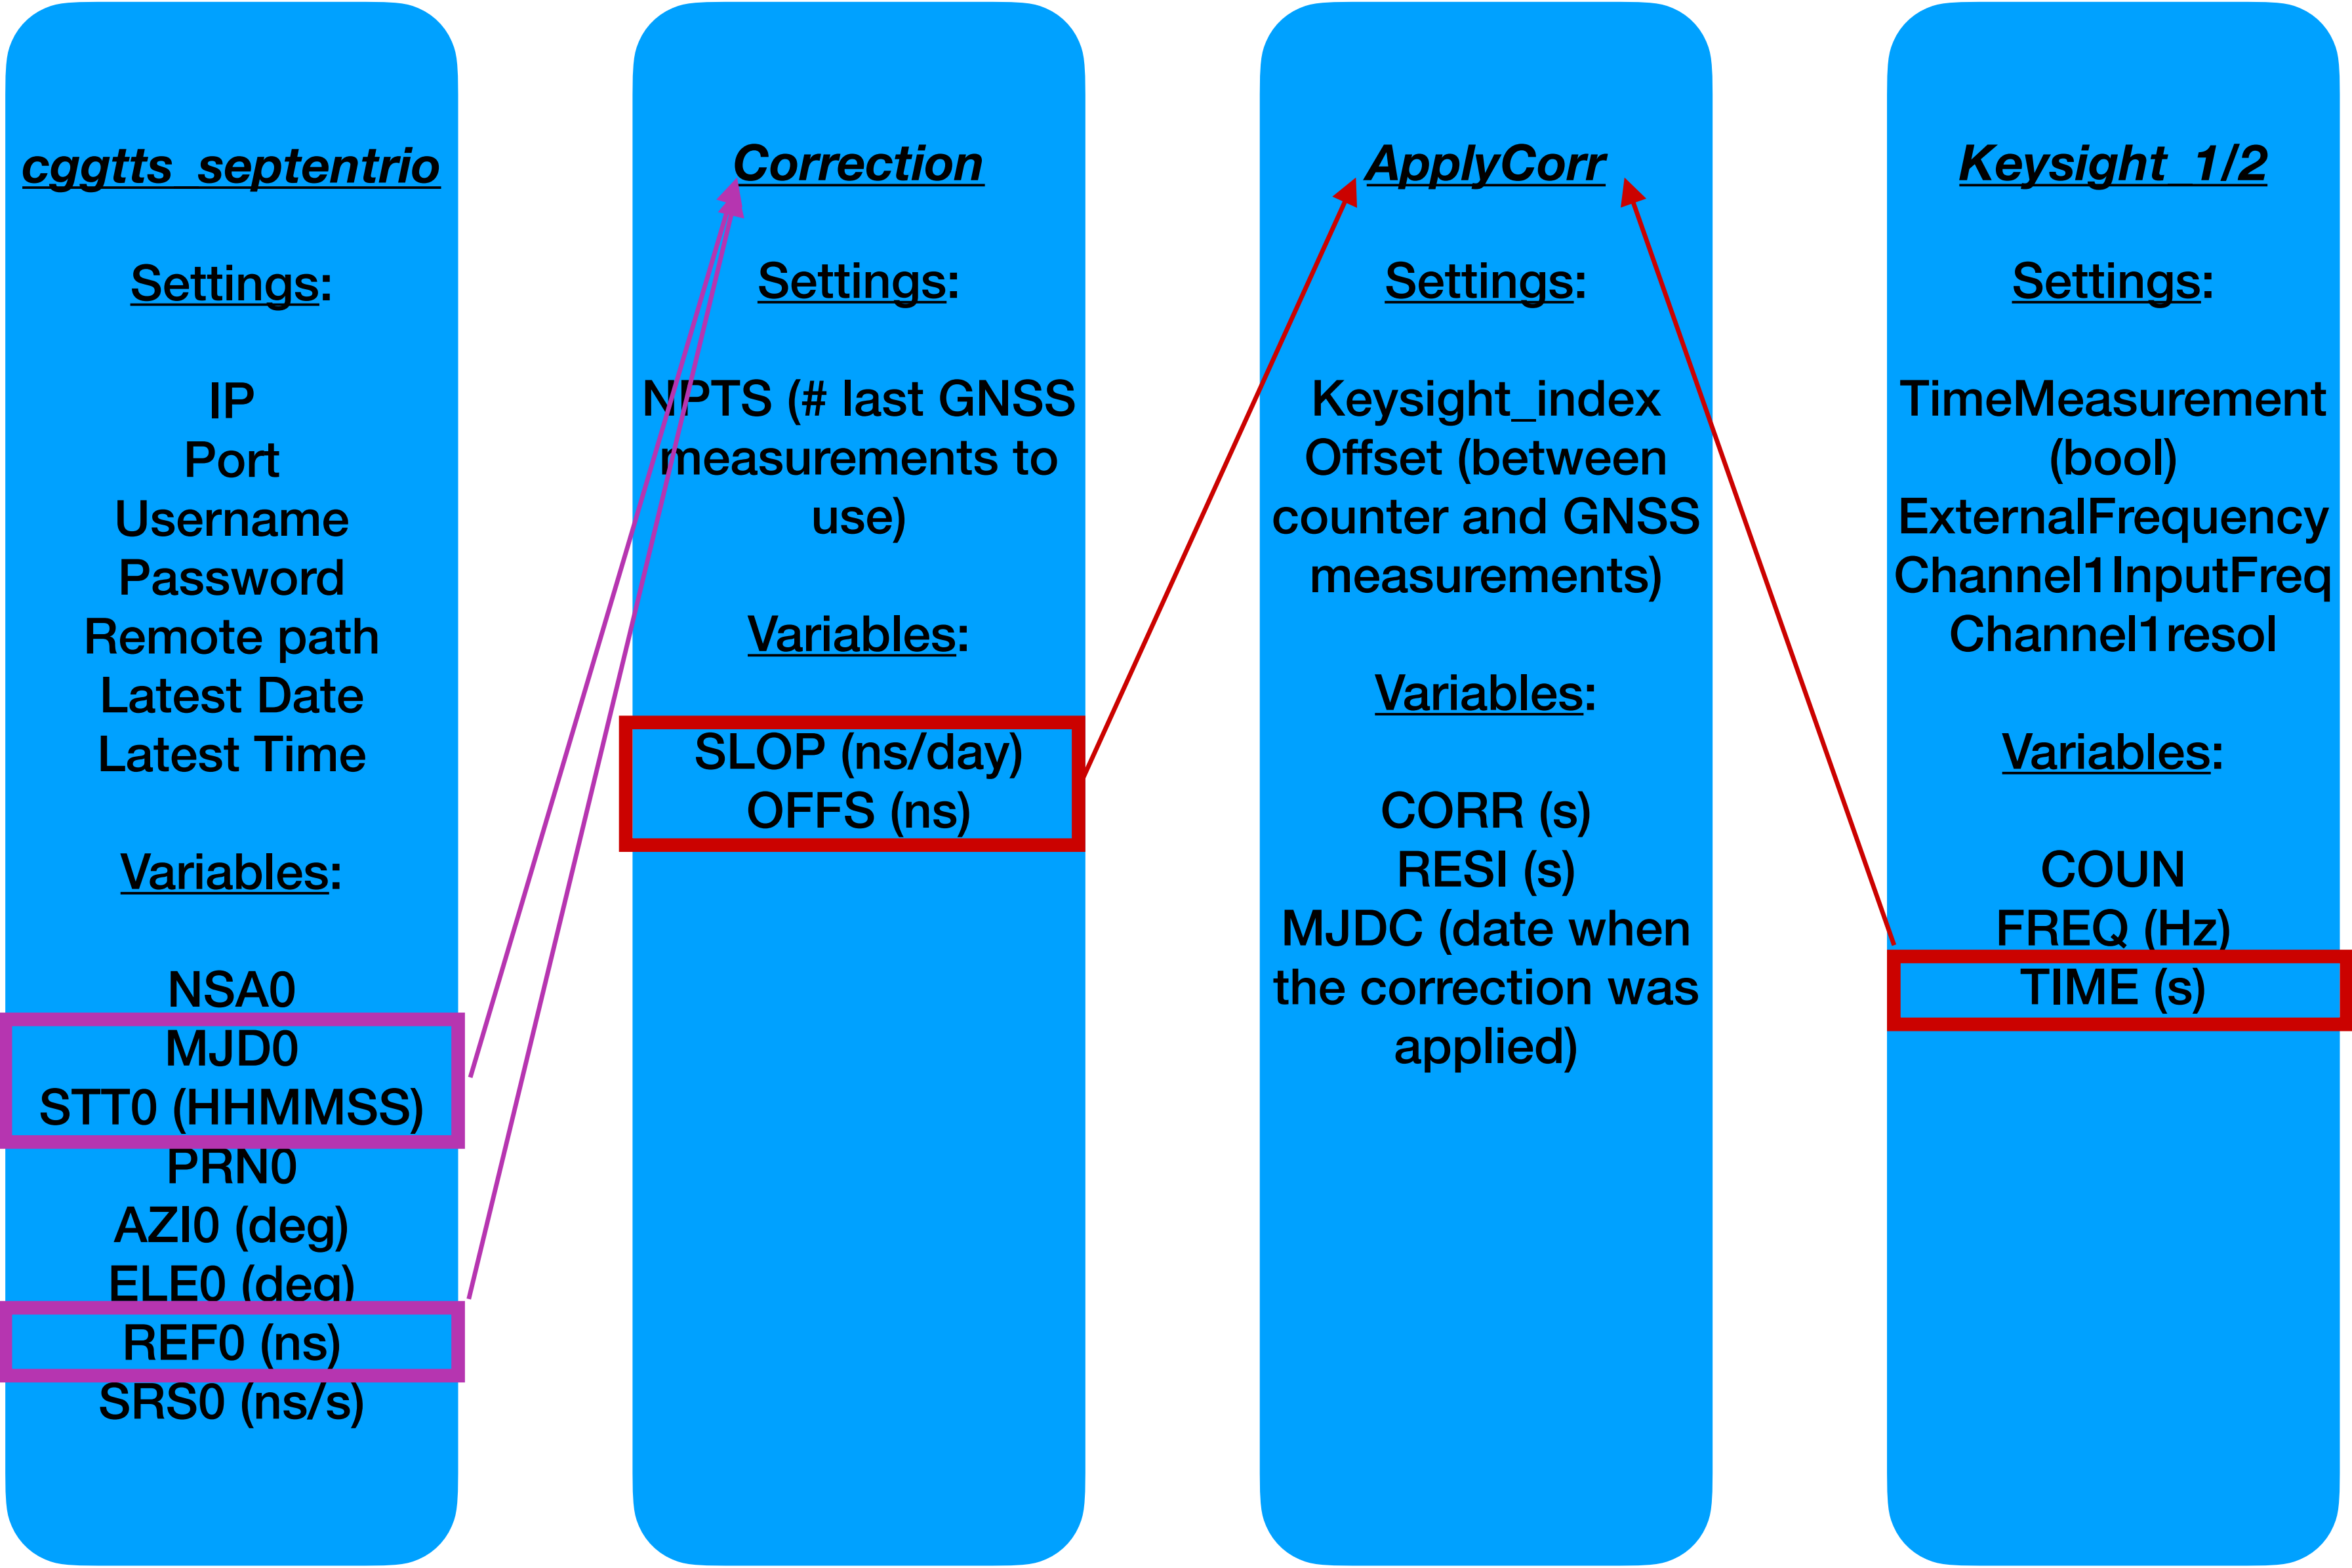 cggtts_septentrio
Settings:
IP
Port
Username
Password
Remote path
Latest Date
Latest Time
Variables:
NSA0
MJD0
STT0 (HHMMSS)
PRN0
AZI0 (deg)
ELE0 (deg)
REF0 (ns)
SRS0 (ns/s)
Correction
Settings:
NPTS (# last GNSS
measurements to
use)
Variables:
SLOP (ns/day)
OFFS (ns)
ApplyCorr
Settings:
Keysight_index
Offset (between
counter and GNSS
measurements)
Variables:
CORR (s)
RESI (s)
MJDC (date when
the correction was
applied)
Keysight_1/2
Settings:
TimeMeasurement
(bool)
ExternalFrequency
Channel1InputFreq
Channel1resol
Variables:
COUN
FREQ (Hz)
TIME (s)